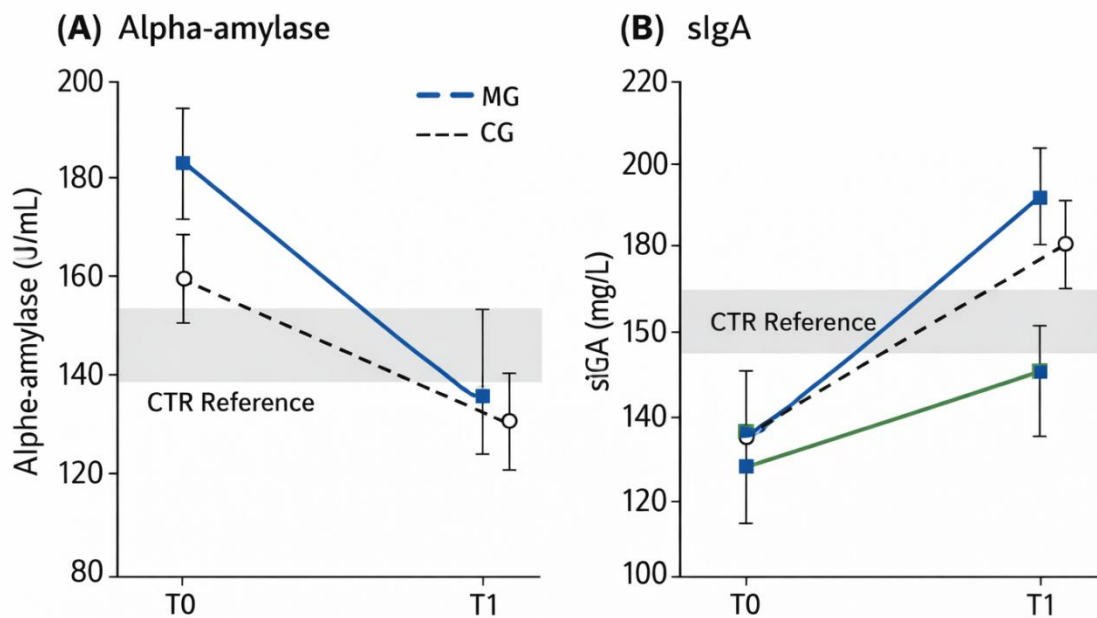 (A) Alpha-amylase
MG
CG
Alphe-ammylase (U/mL)
200
180
160
140
120
80
CTR Reference
T0
T1
(B) sIgA
siGA (mg/L)
220
200
180
150
140
120
100
CTR Reference
T0
T1